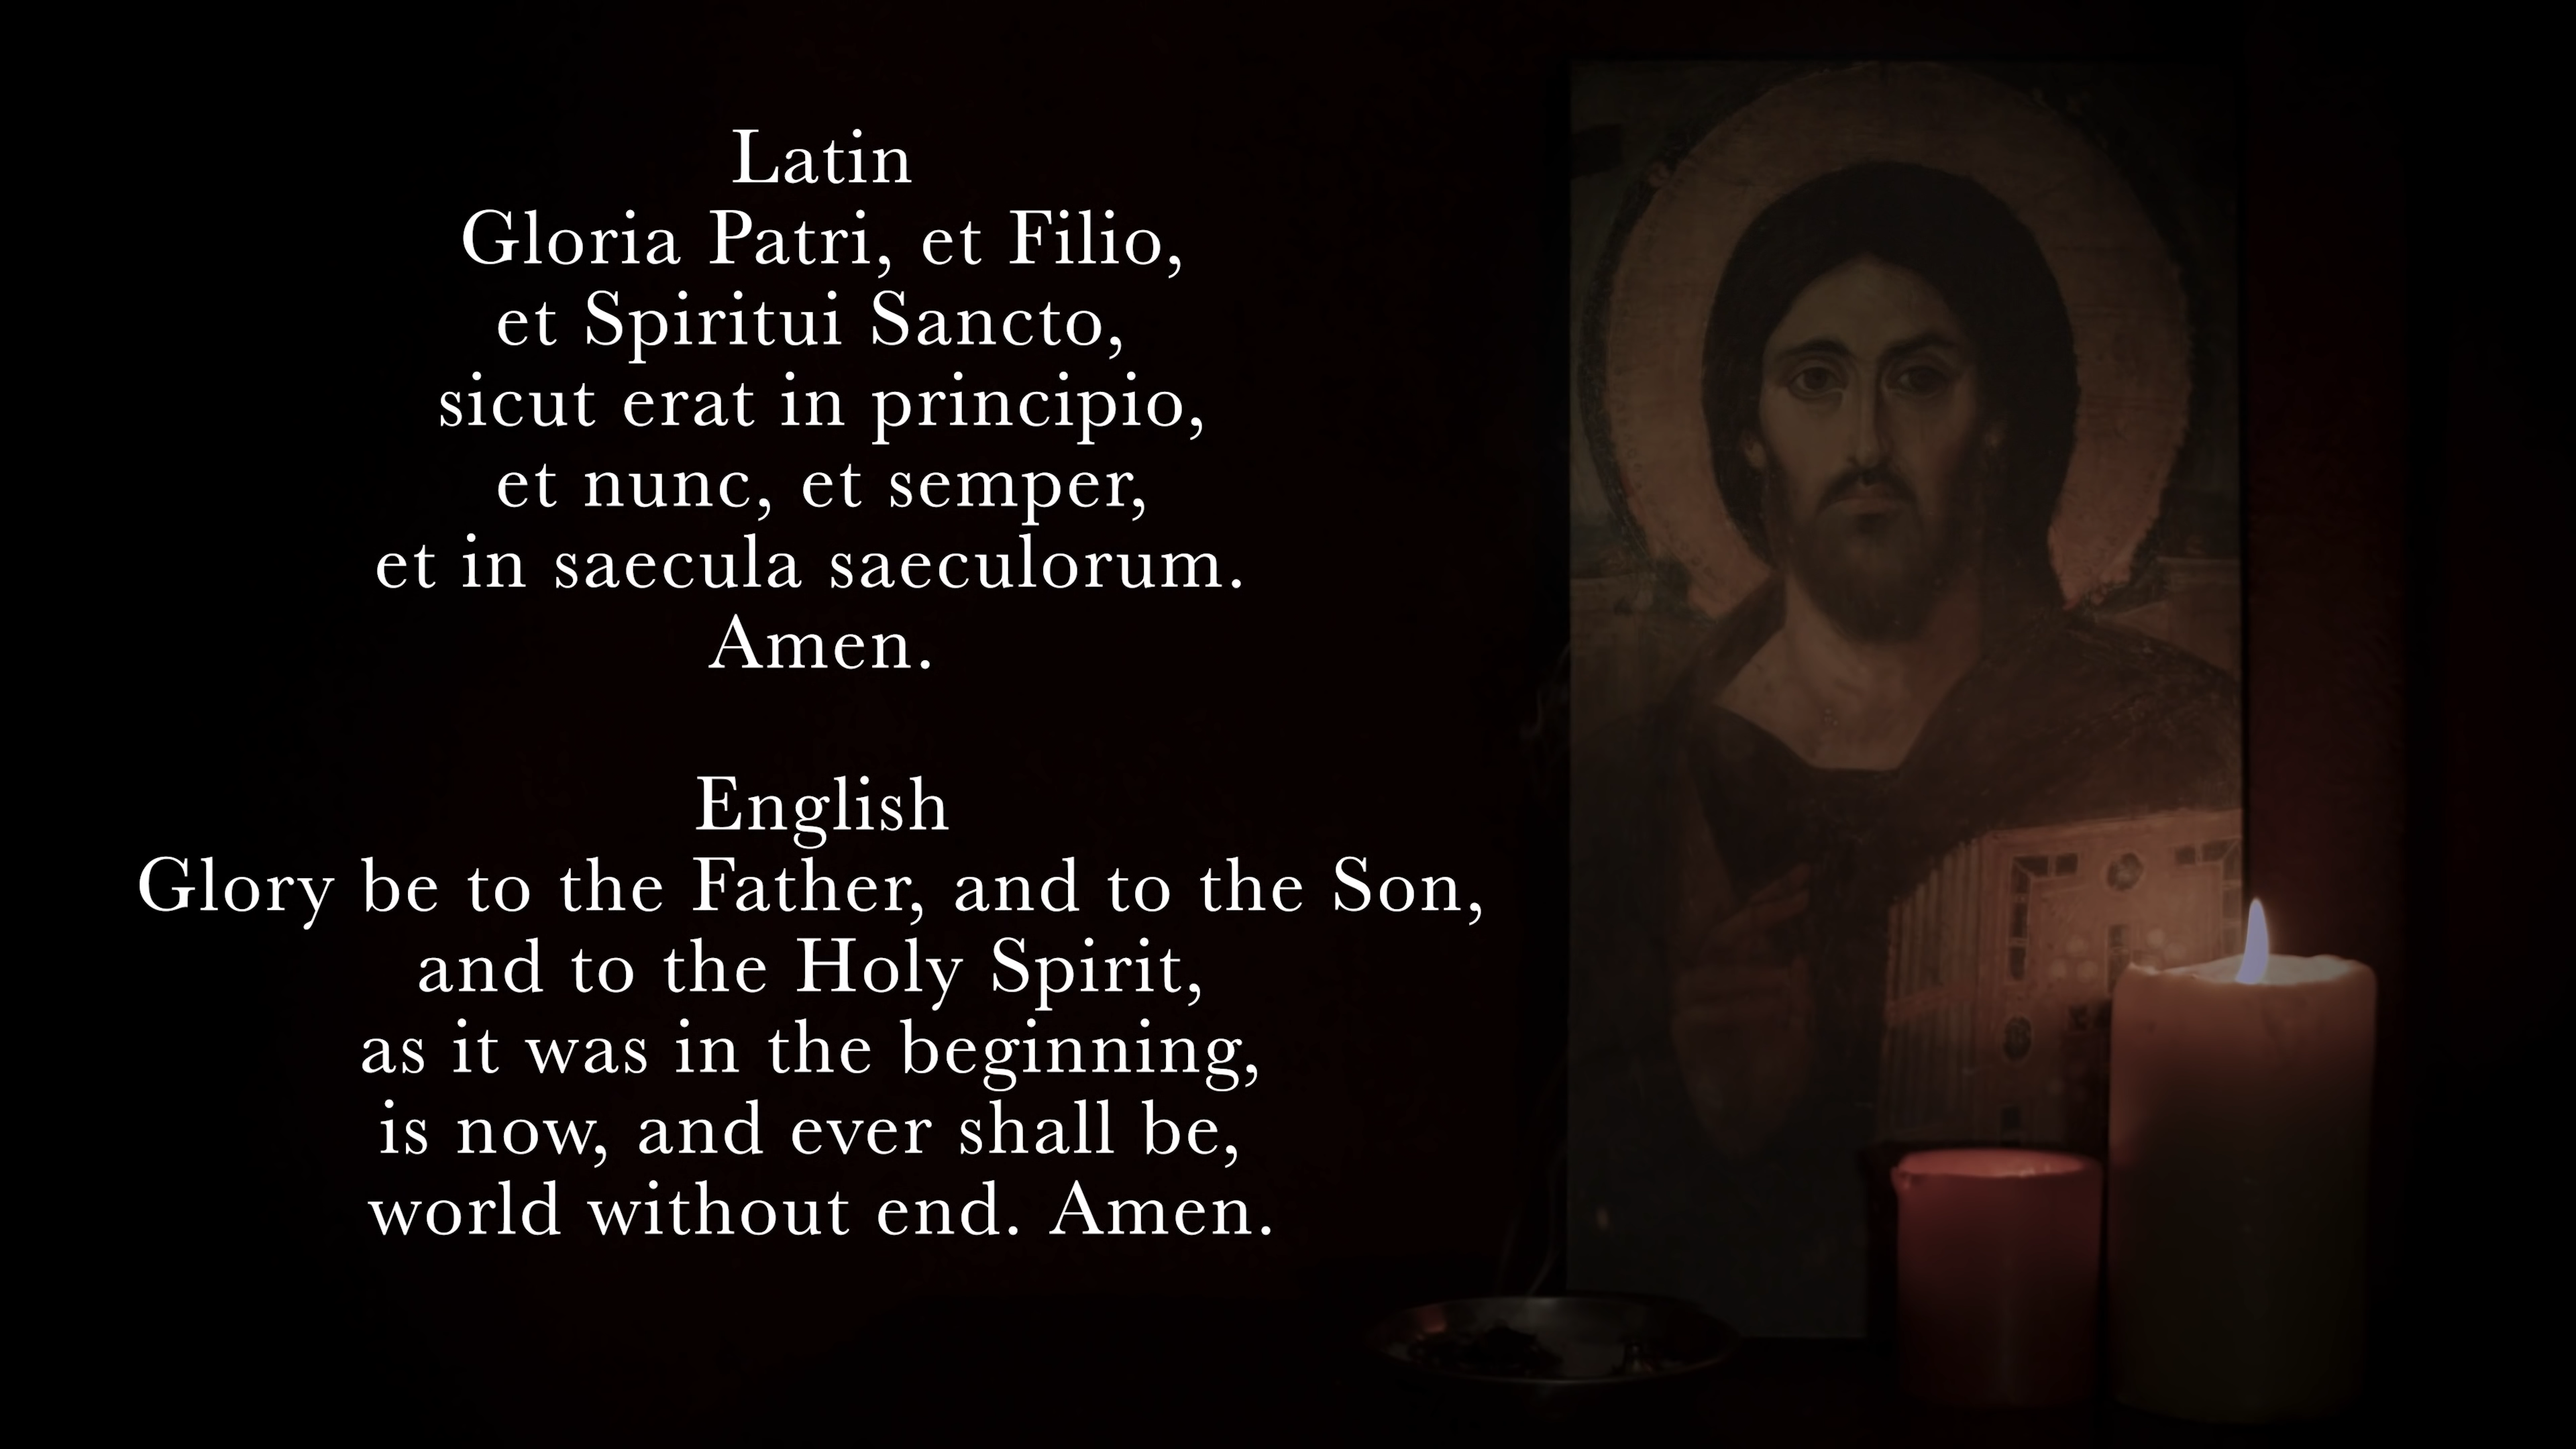 Latin
Gloria Patri, et Filio,
et Spiritui Sancto,
sicut erat in principio,
et nunc, et semper,
et in saecula saeculorum.
Amen.
English
Glory be to the Father, and to the Son,
and to the Holy Spirit,
as it was in the beginning,
is now, and ever shall be,
world without end. Amen.